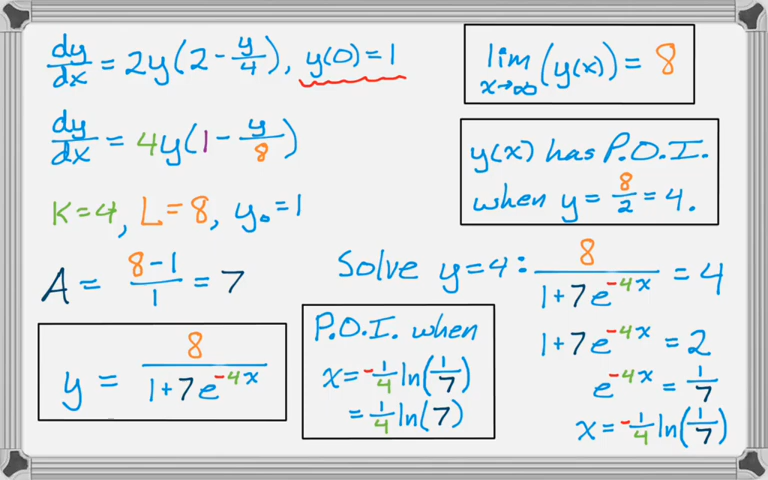 dy/dx = 2y(2 - y/4), y(0) = 1
dy/dx = 4y(1 - y/8)
K = 4, L = 8, y₀ = 1
A = (8-1)/1 = 7
y = 8/(1+7e^(-4x))
lim x→∞ (y(x)) = 8
y(x) has P.O.I.
when y = 8/2 = 4.
Solve y=4: 8/(1+7e^(-4x)) = 4
1+7e^(-4x) = 2
e^(-4x) = 1/7
x = -1/4 ln(1/7)
P.O.I. when
x = -1/4 ln(1/7)
= 1/4 ln(7)